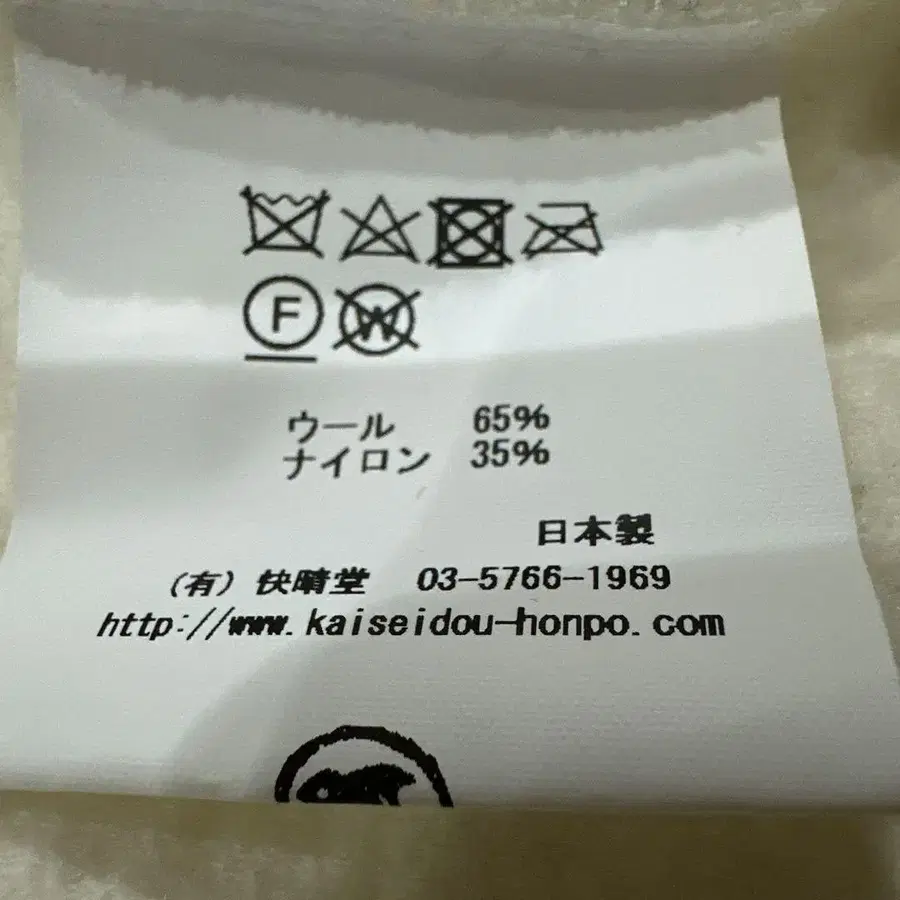 F W
ウール 65%
ナイロン 35%
日本製
(有) 快晴堂 03-5766-1969
http://www.kaiseidou-honpo.com